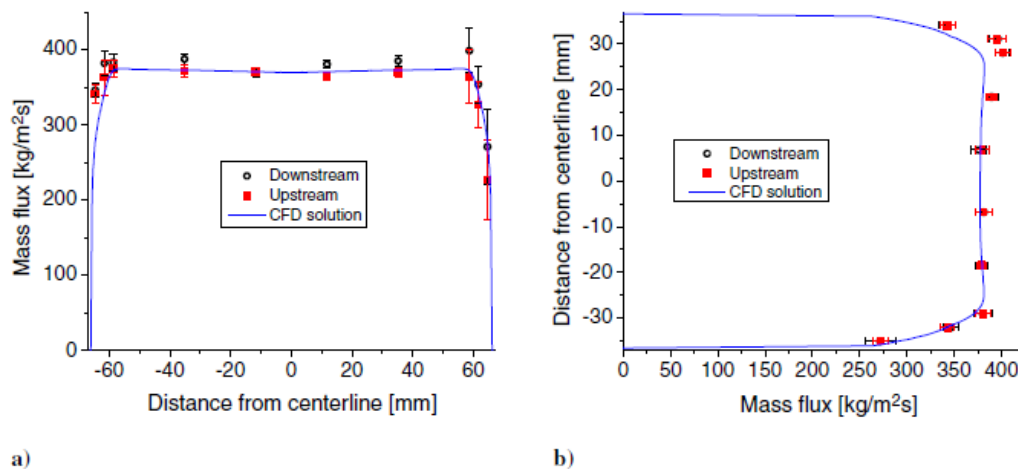 400
300
200
100
0
Mass flux [kg/m²s]
Downstream
Upstream
CFD solution
-60 -40 -20 0 20 40 60
Distance from centerline [mm]
a)
30
20
10
0
-10
-20
-30
Distance from centerline [mm]
Downstream
Upstream
CFD solution
0 50 100 150 200 250 300 350 400
Mass flux [kg/m²s]
b)